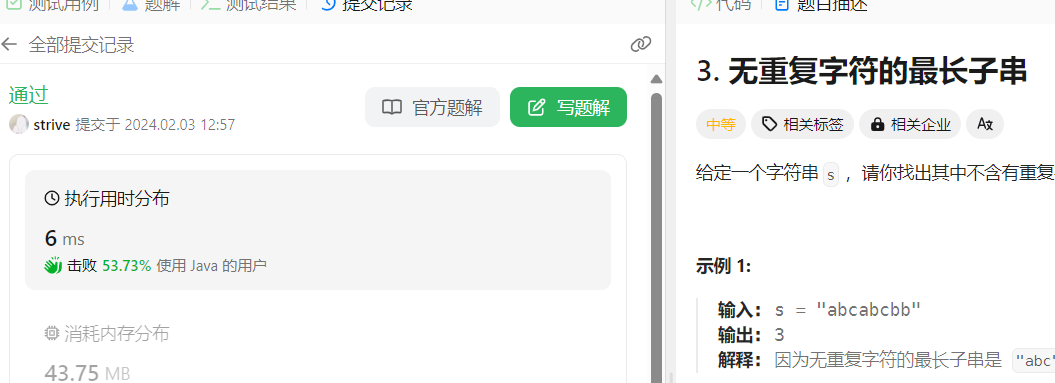 测试用例 题解 测试结果 提交记录
全部提交记录
通过
strive 提交于 2024.02.03 12:57
官方题解
写题解
执行用时分布
6 ms
击败 53.73% 使用 Java 的用户
消耗内存分布
43.75 MB
代码 题目描述
3. 无重复字符的最长子串
中等 相关标签 相关企业
给定一个字符串 s ，请你找出其中不含有重复
示例 1:
输入: s = "abcabcbb"
输出: 3
解释: 因为无重复字符的最长子串是 "abc"